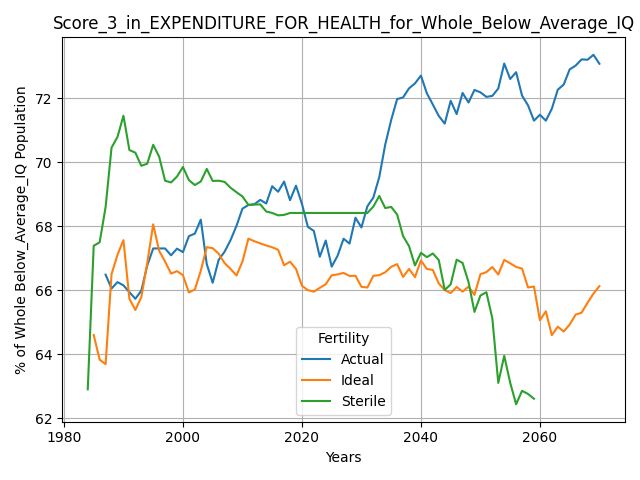 Score_3_in_EXPENDITURE_FOR_HEALTH_for_Whole_Below_Average_IQ
% of Whole Below_Average_IQ Population
72
70
68
66
64
62
Fertility
Actual
Ideal
Sterile
1980 2000 2020 2040 2060
Years